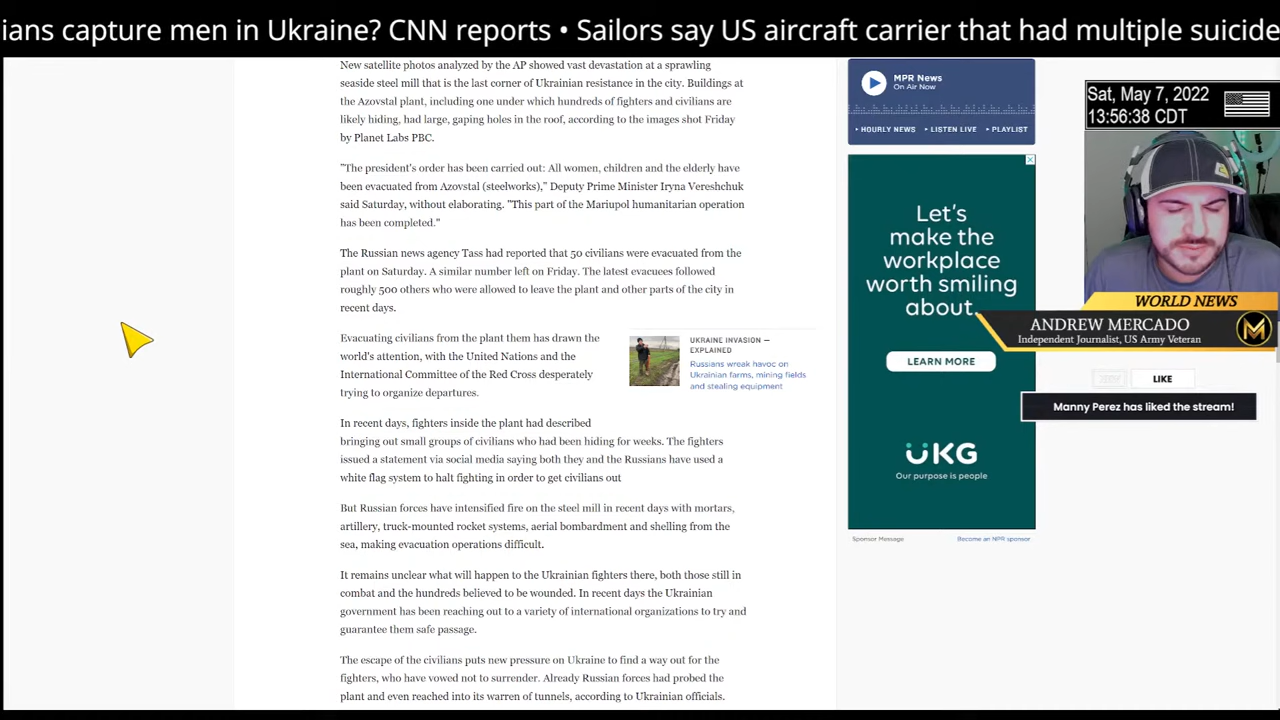 ians capture men in Ukraine? CNN reports • Sailors say US aircraft carrier that had multiple suicide
New satellite photos analyzed by the AP showed vast devastation at a sprawling
seaside steel mill that is the last corner of Ukrainian resistance in the city. Buildings at
the Azovstal plant, including one under which hundreds of fighters and civilians are
likely hiding, had large, gaping holes in the roof, according to the images shot Friday
by Planet Labs PBC.
"The president's order has been carried out: All women, children and the elderly have
been evacuated from Azovstal (steelworks)," Deputy Prime Minister Iryna Vereshchuk
said Saturday, without elaborating. "This part of the Mariupol humanitarian operation
has been completed."
The Russian news agency Tass had reported that 50 civilians were evacuated from the
plant on Saturday. A similar number left on Friday. The latest evacuees followed
roughly 500 others who were allowed to leave the plant and other parts of the city in
recent days.
Evacuating civilians from the plant them has drawn the
world's attention, with the United Nations and the
International Committee of the Red Cross desperately
trying to organize departures.
UKRAINE INVASION —
EXPLAINED
Russians wreak havoc on
Ukrainian farms, mining fields
and stealing equipment
In recent days, fighters inside the plant had described
bringing out small groups of civilians who had been hiding for weeks. The fighters
issued a statement via social media saying both they and the Russians have used a
white flag system to halt fighting in order to get civilians out
But Russian forces have intensified fire on the steel mill in recent days with mortars,
artillery, truck-mounted rocket systems, aerial bombardment and shelling from the
sea, making evacuation operations difficult.
It remains unclear what will happen to the Ukrainian fighters there, both those still in
combat and the hundreds believed to be wounded. In recent days the Ukrainian
government has been reaching out to a variety of international organizations to try and
guarantee them safe passage.
The escape of the civilians puts new pressure on Ukraine to find a way out for the
fighters, who have vowed not to surrender. Already Russian forces had probed the
plant and even reached into its warren of tunnels, according to Ukrainian officials.
MPR News
On Air Now
HOURLY NEWS LISTEN LIVE PLAYLIST
Let's
make the
workplace
worth smiling
about.
LEARN MORE
UKG
Our purpose is people
Sponsor Message Become an NPR sponsor
Sat, May 7, 2022
13:56:38 CDT
WORLD NEWS
ANDREW MERCADO
Independent Journalist, US Army Veteran
LIKE
Manny Perez has liked the stream!